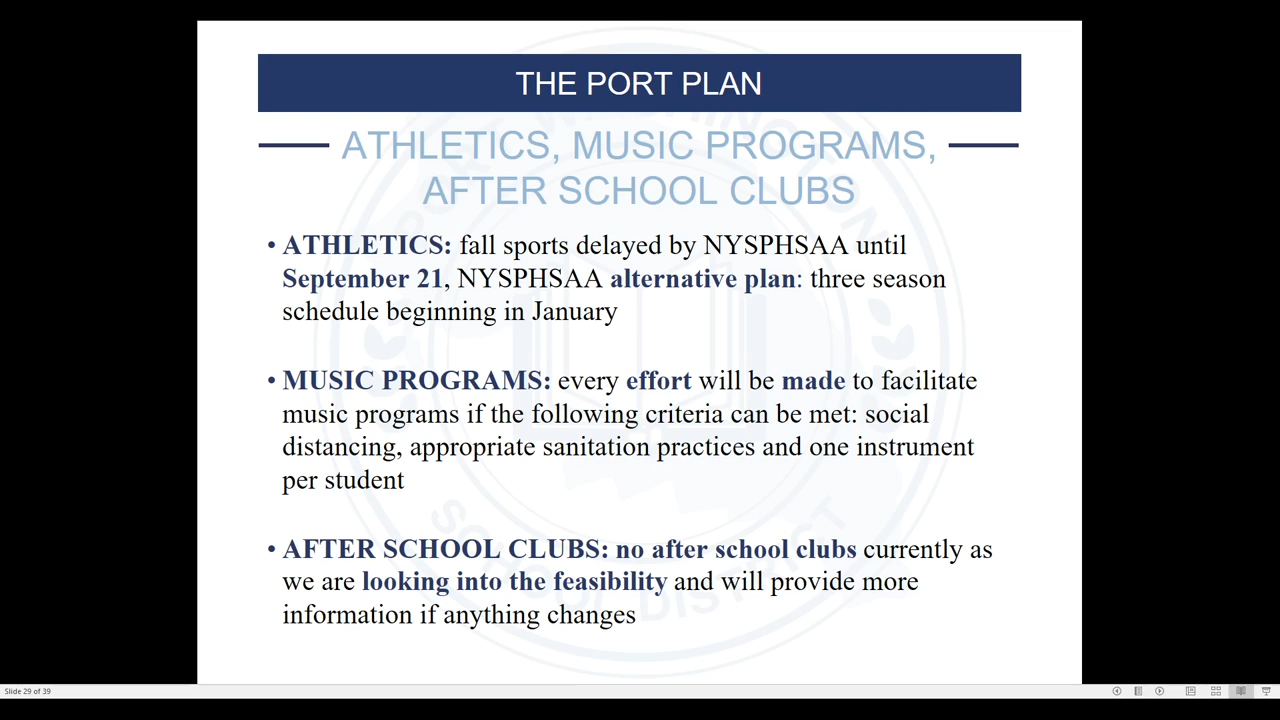 THE PORT PLAN
ATHLETICS, MUSIC PROGRAMS,
AFTER SCHOOL CLUBS
• ATHLETICS: fall sports delayed by NYSPHSAA until
September 21, NYSPHSAA alternative plan: three season
schedule beginning in January
• MUSIC PROGRAMS: every effort will be made to facilitate
music programs if the following criteria can be met: social
distancing, appropriate sanitation practices and one instrument
per student
• AFTER SCHOOL CLUBS: no after school clubs currently as
we are looking into the feasibility and will provide more
information if anything changes
PORT WASHINGTON
SCHOOL DISTRICT
Slide 29 of 39